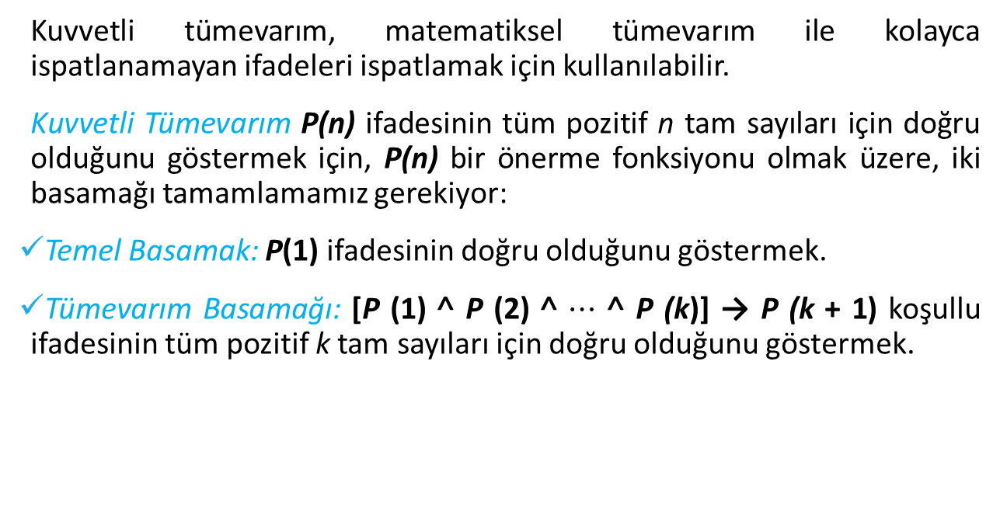 Kuvvetli tümevarım, matematiksel tümevarım ile kolayca
ispatlanamayan ifadeleri ispatlamak için kullanılabilir.
Kuvvetli Tümevarım P(n) ifadesinin tüm pozitif n tam sayıları için doğru
olduğunu göstermek için, P(n) bir önerme fonksiyonu olmak üzere, iki
basamağı tamamlamamız gerekiyor:
✓Temel Basamak: P(1) ifadesinin doğru olduğunu göstermek.
✓Tümevarım Basamağı: [P (1) ^ P (2) ^ ⋯ ^ P (k)] → P (k + 1) koşullu
ifadesinin tüm pozitif k tam sayıları için doğru olduğunu göstermek.